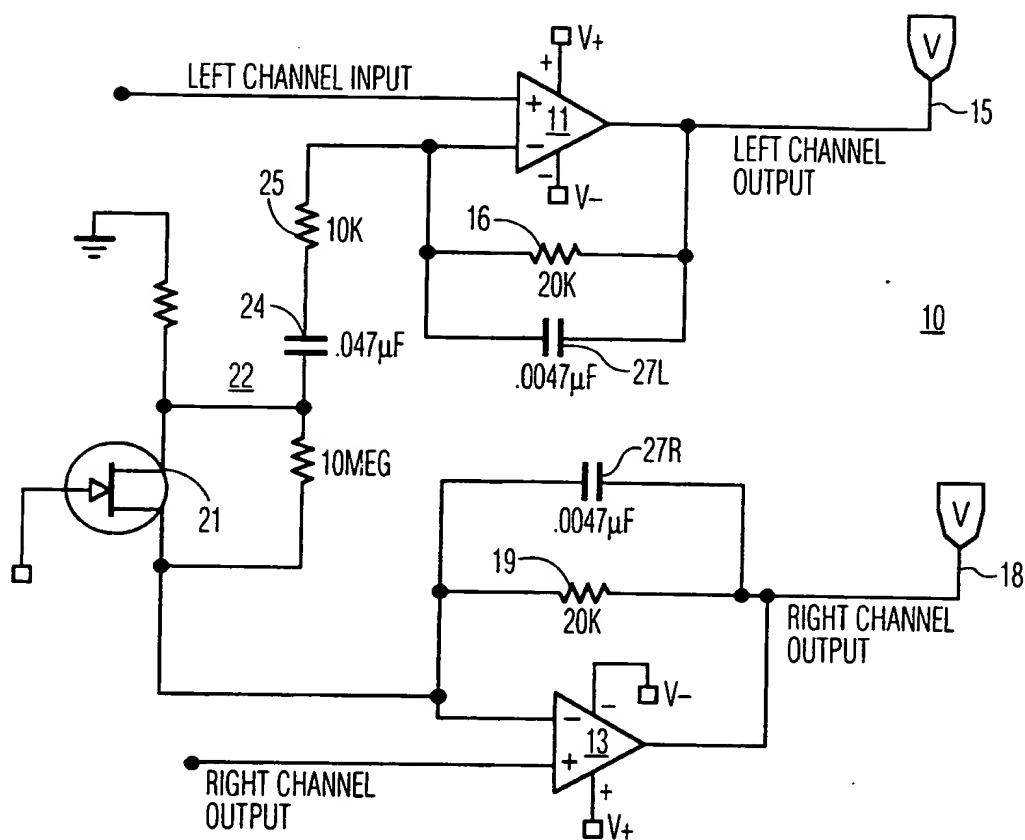 V+
V
LEFT CHANNEL INPUT
+
+
11
15
−
LEFT CHANNEL
OUTPUT
−
V−
25
10K
16
20K
24
.047µF
10
.0047µF
27L
22
10MEG
27R
21
.0047µF
V
19
20K
18
RIGHT CHANNEL
OUTPUT
V−
−
−
13
+
RIGHT CHANNEL
OUTPUT
+
V+